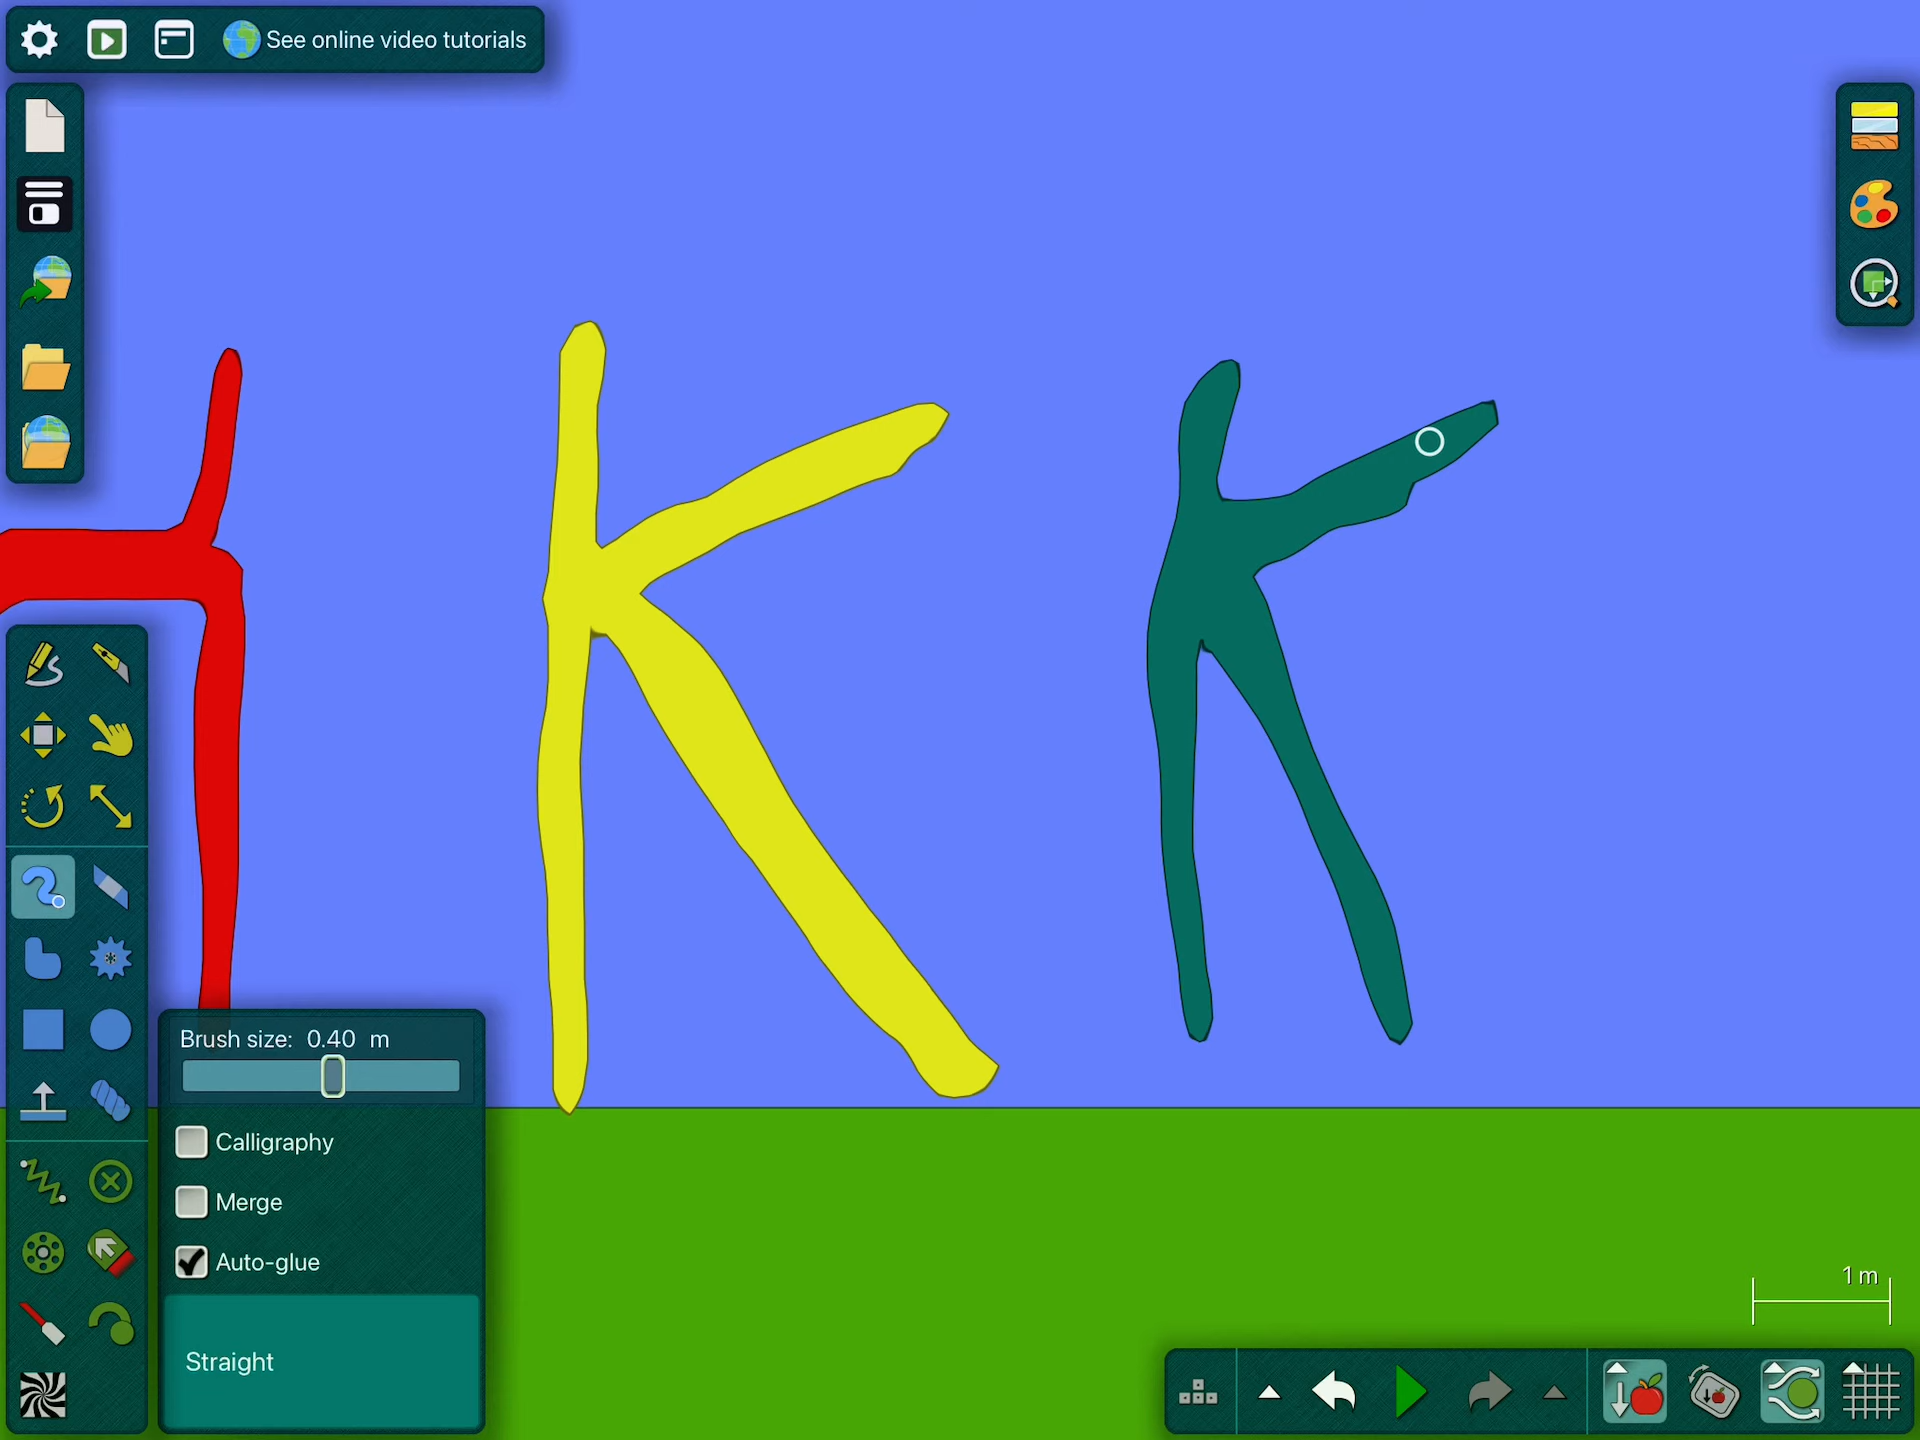 See online video tutorials
K K
Brush size: 0.40 m
Calligraphy
Merge
Auto-glue
Straight
1 m